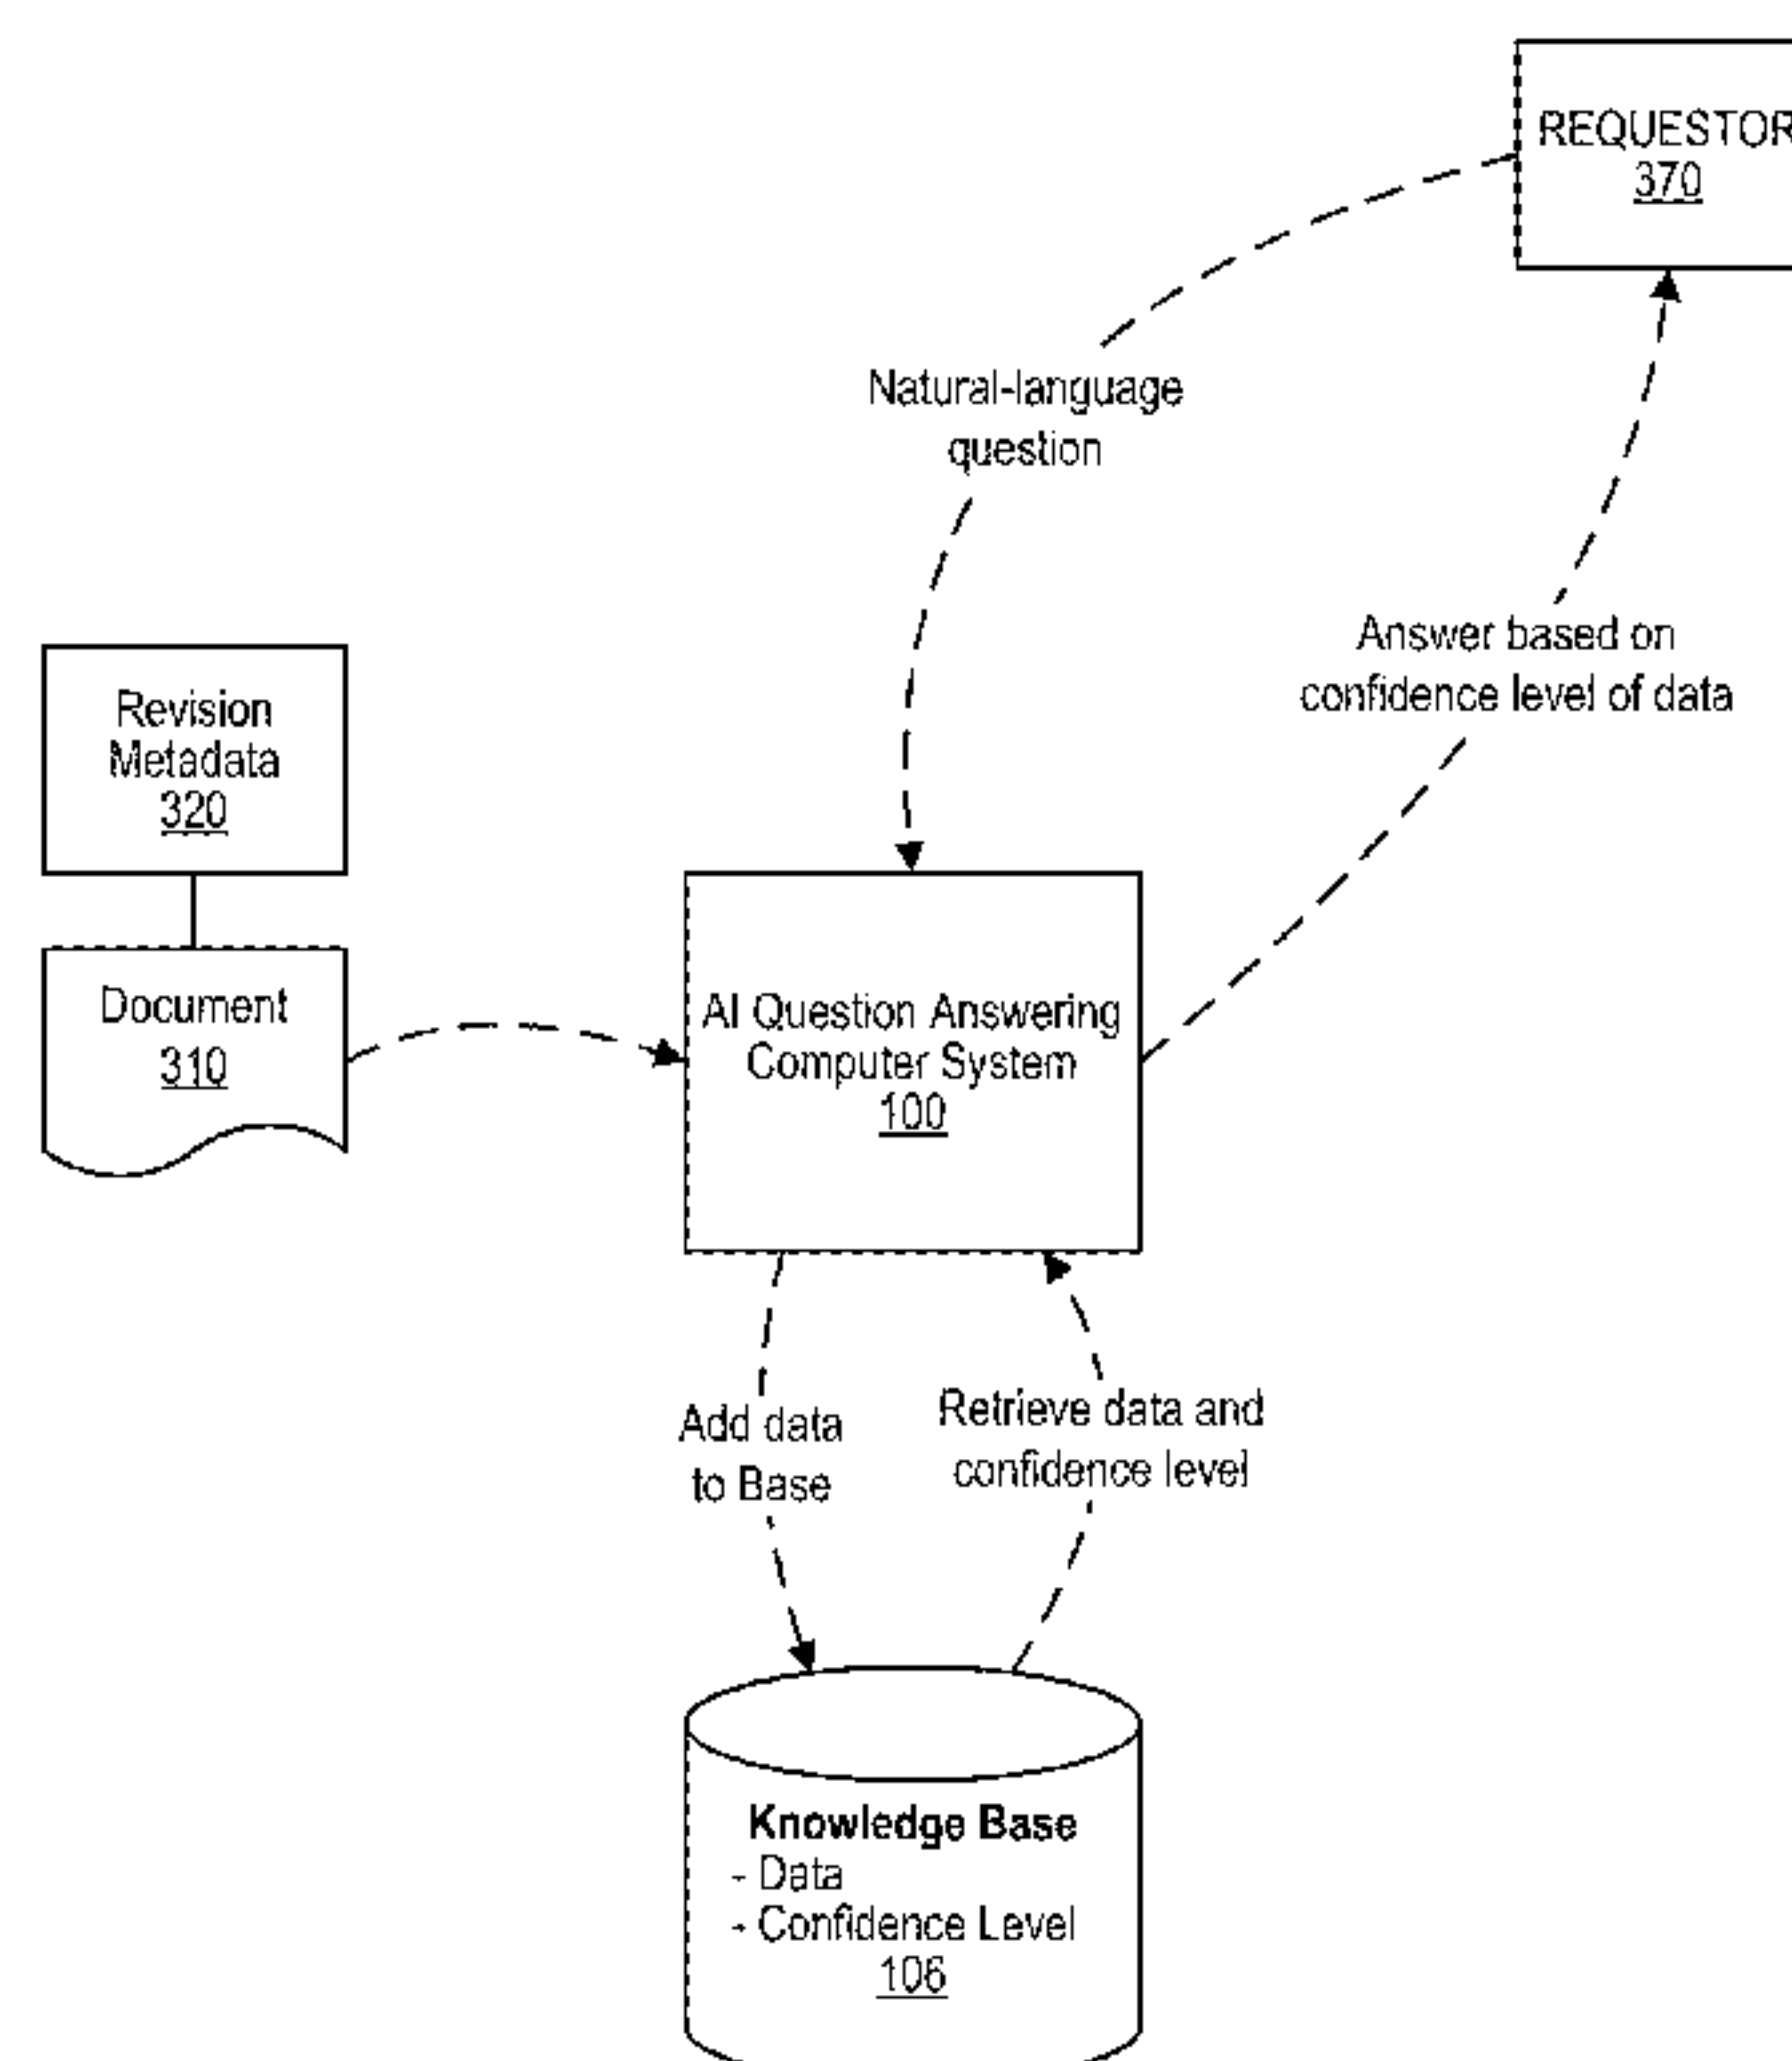 REQUESTOR
370
Natural-language
question
Answer based on
confidence level of data
Revision
Metadata
320
Document
310
AI Question Answering
Computer System
100
Add data
to Base
Retrieve data and
confidence level
Knowledge Base
- Data
- Confidence Level
106